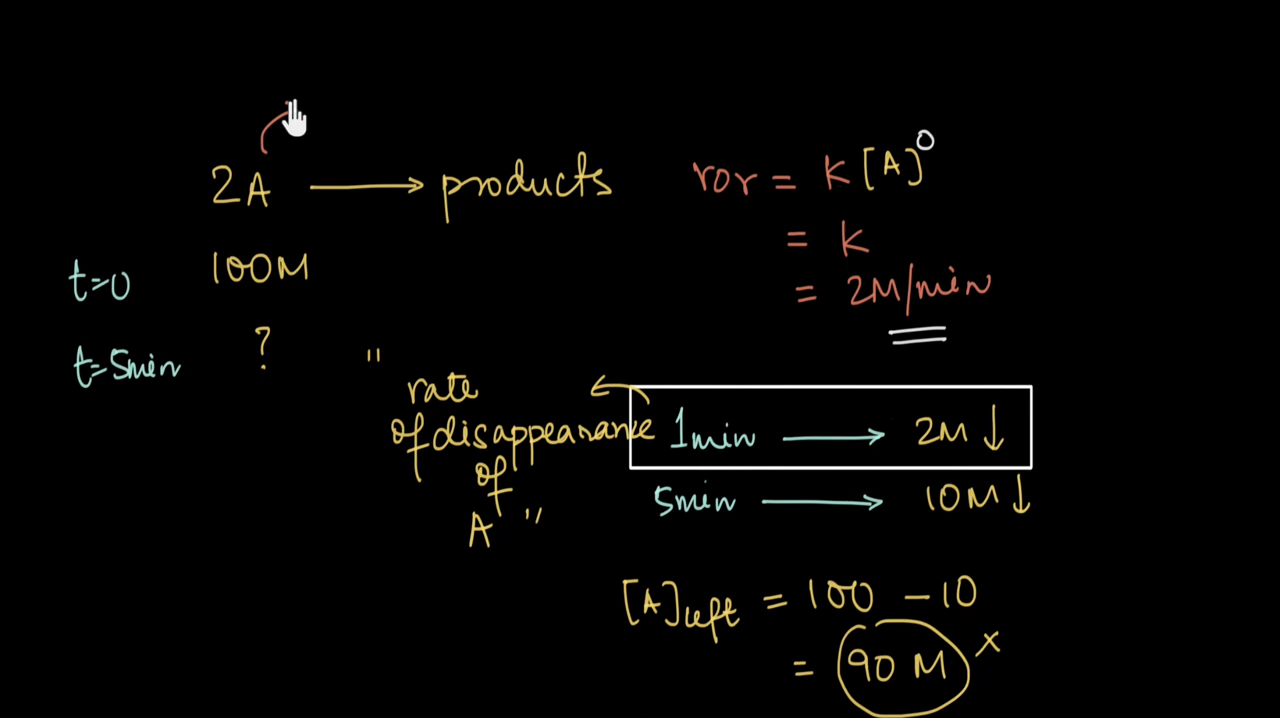 2A ⟶ products
ror = k[A]⁰
= k
= 2M/min
t=0 100M
t=5min ?
"rate
of disappearance
of
A"
1min ⟶ 2M↓
5min ⟶ 10M↓
[A]left = 100 - 10
= 90 M x